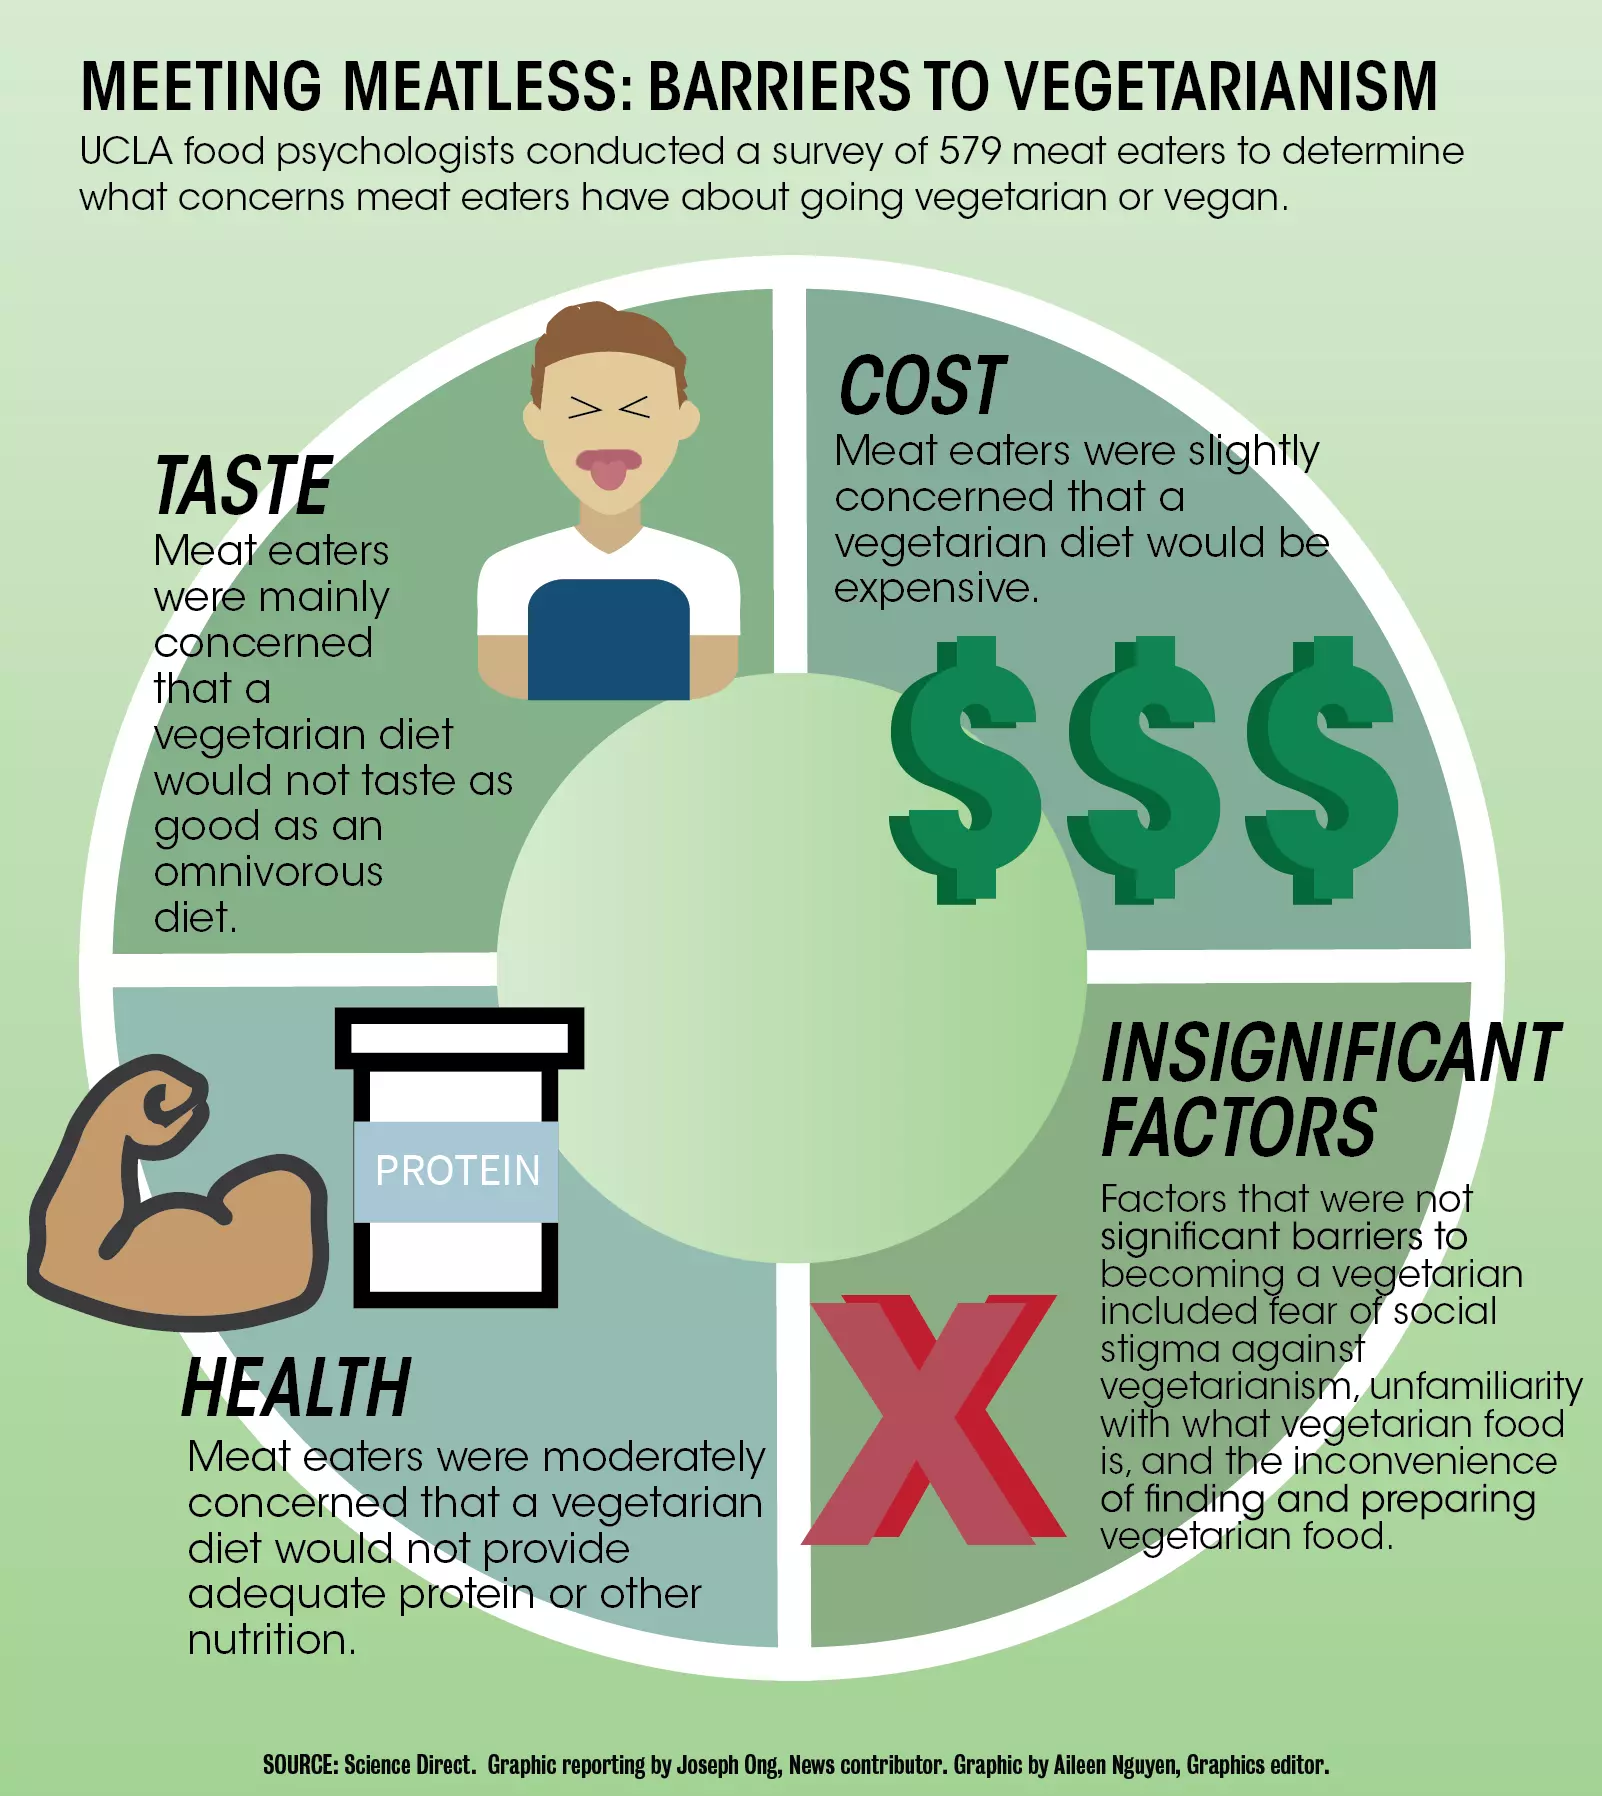 MEETING MEATLESS: BARRIERS TO VEGETARIANISM
UCLA food psychologists conducted a survey of 579 meat eaters to determine
what concerns meat eaters have about going vegetarian or vegan.
TASTE
Meat eaters
were mainly
concerned
that a
vegetarian diet
would not taste as
good as an
omnivorous
diet.
COST
Meat eaters were slightly
concerned that a
vegetarian diet would be
expensive.
$$$
PROTEIN
HEALTH
Meat eaters were moderately
concerned that a vegetarian
diet would not provide
adequate protein or other
nutrition.
X
INSIGNIFICANT
FACTORS
Factors that were not
significant barriers to
becoming a vegetarian
included fear of social
stigma against
vegetarianism, unfamiliarity
with what vegetarian food
is, and the inconvenience
of finding and preparing
vegetarian food.
SOURCE: Science Direct. Graphic reporting by Joseph Ong, News contributor. Graphic by Aileen Nguyen, Graphics editor.